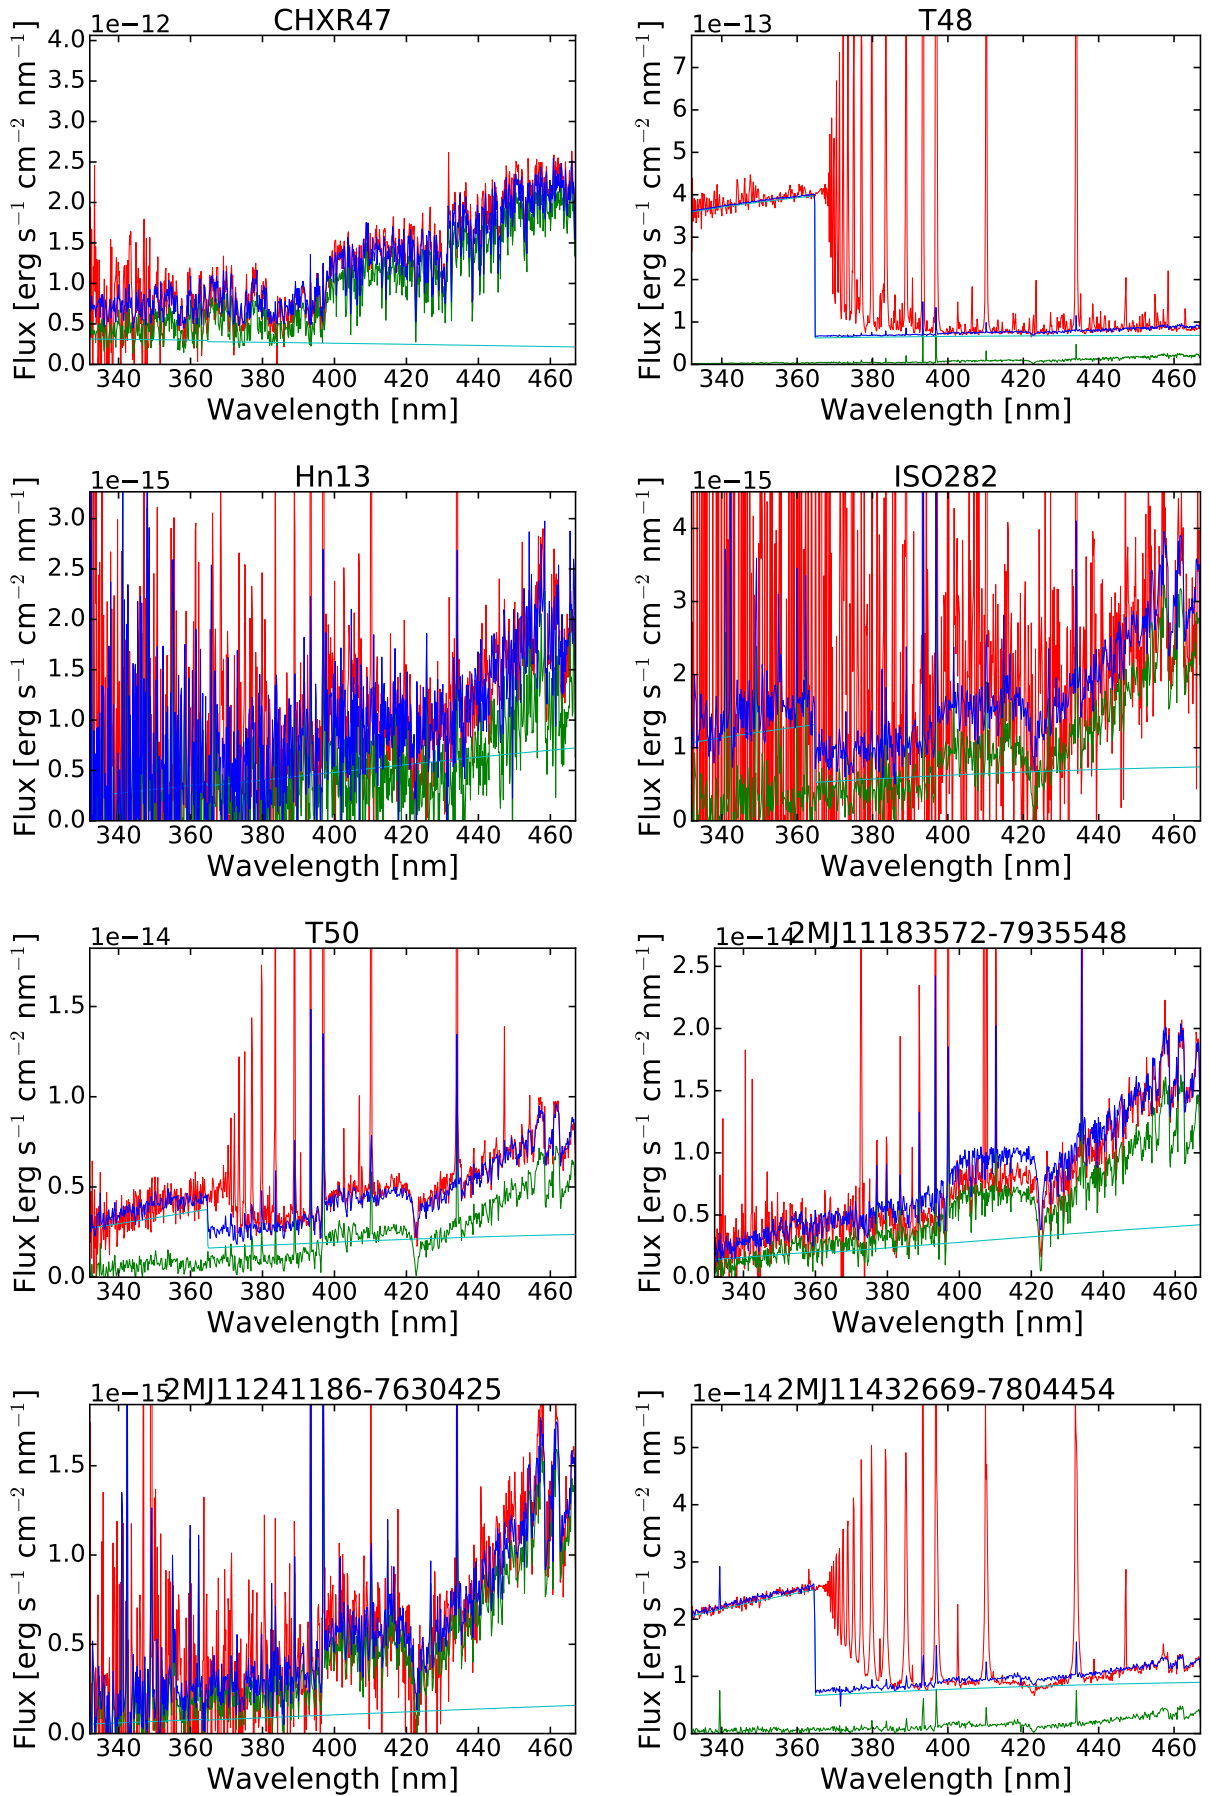 CHXR47
1e−12
Flux [erg s−1 cm−2 nm−1]
4.0
3.5
3.0
2.5
2.0
1.5
1.0
0.5
0.0
340 360 380 400 420 440 460
Wavelength [nm]
T48
1e−13
Flux [erg s−1 cm−2 nm−1]
7
6
5
4
3
2
1
0
340 360 380 400 420 440 460
Wavelength [nm]
Hn13
1e−15
Flux [erg s−1 cm−2 nm−1]
3.0
2.5
2.0
1.5
1.0
0.5
0.0
340 360 380 400 420 440 460
Wavelength [nm]
ISO282
1e−15
Flux [erg s−1 cm−2 nm−1]
4
3
2
1
0
340 360 380 400 420 440 460
Wavelength [nm]
T50
1e−14
Flux [erg s−1 cm−2 nm−1]
1.5
1.0
0.5
0.0
340 360 380 400 420 440 460
Wavelength [nm]
2MJ11183572-7935548
1e−14
Flux [erg s−1 cm−2 nm−1]
2.5
2.0
1.5
1.0
0.5
0.0
340 360 380 400 420 440 460
Wavelength [nm]
2MJ11241186-7630425
1e−15
Flux [erg s−1 cm−2 nm−1]
1.5
1.0
0.5
0.0
340 360 380 400 420 440 460
Wavelength [nm]
2MJ11432669-7804454
1e−14
Flux [erg s−1 cm−2 nm−1]
5
4
3
2
1
0
340 360 380 400 420 440 460
Wavelength [nm]